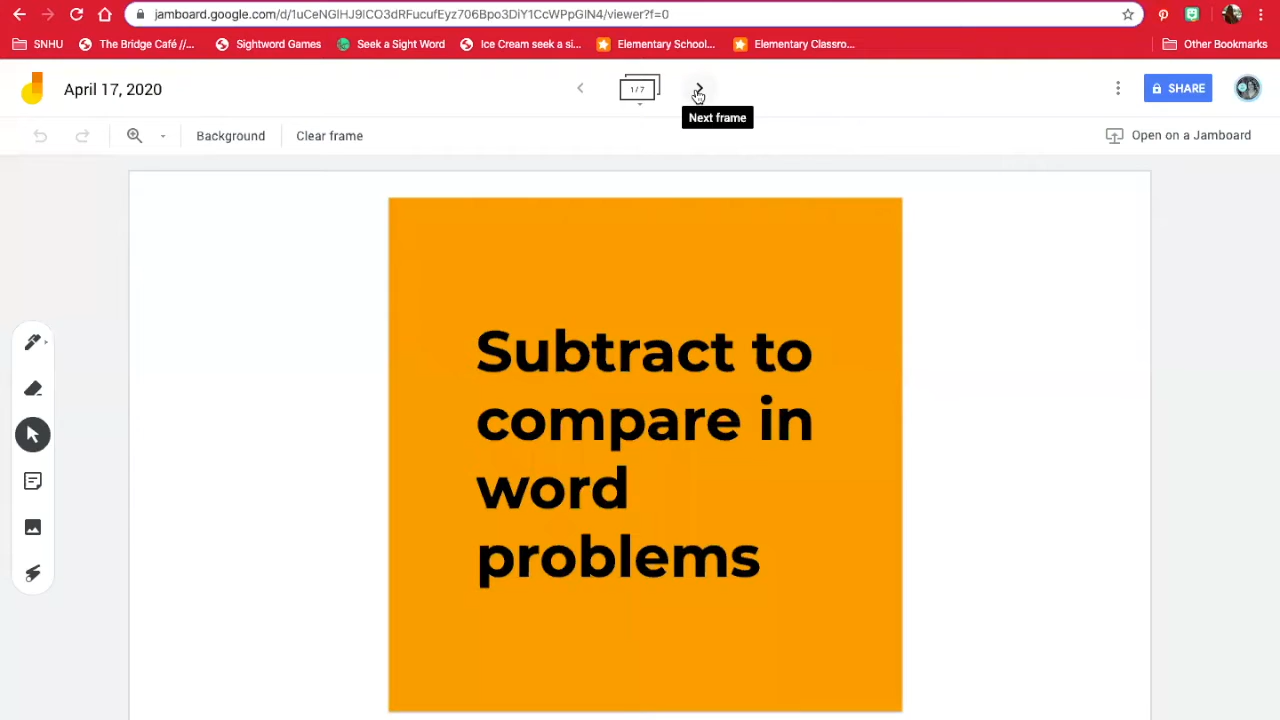 jamboard.google.com/d/1uCeNGlHJ9lCO3dRFucufEyz706Bpo3DiY1CcWPpGlN4/viewer?f=0
SNHU The Bridge Café //... Sightword Games Seek a Sight Word Ice Cream seek a si... Elementary School... Elementary Classro... Other Bookmarks
April 17, 2020 1 / 7 SHARE
Next frame
Background Clear frame Open on a Jamboard
Subtract to
compare in
word
problems